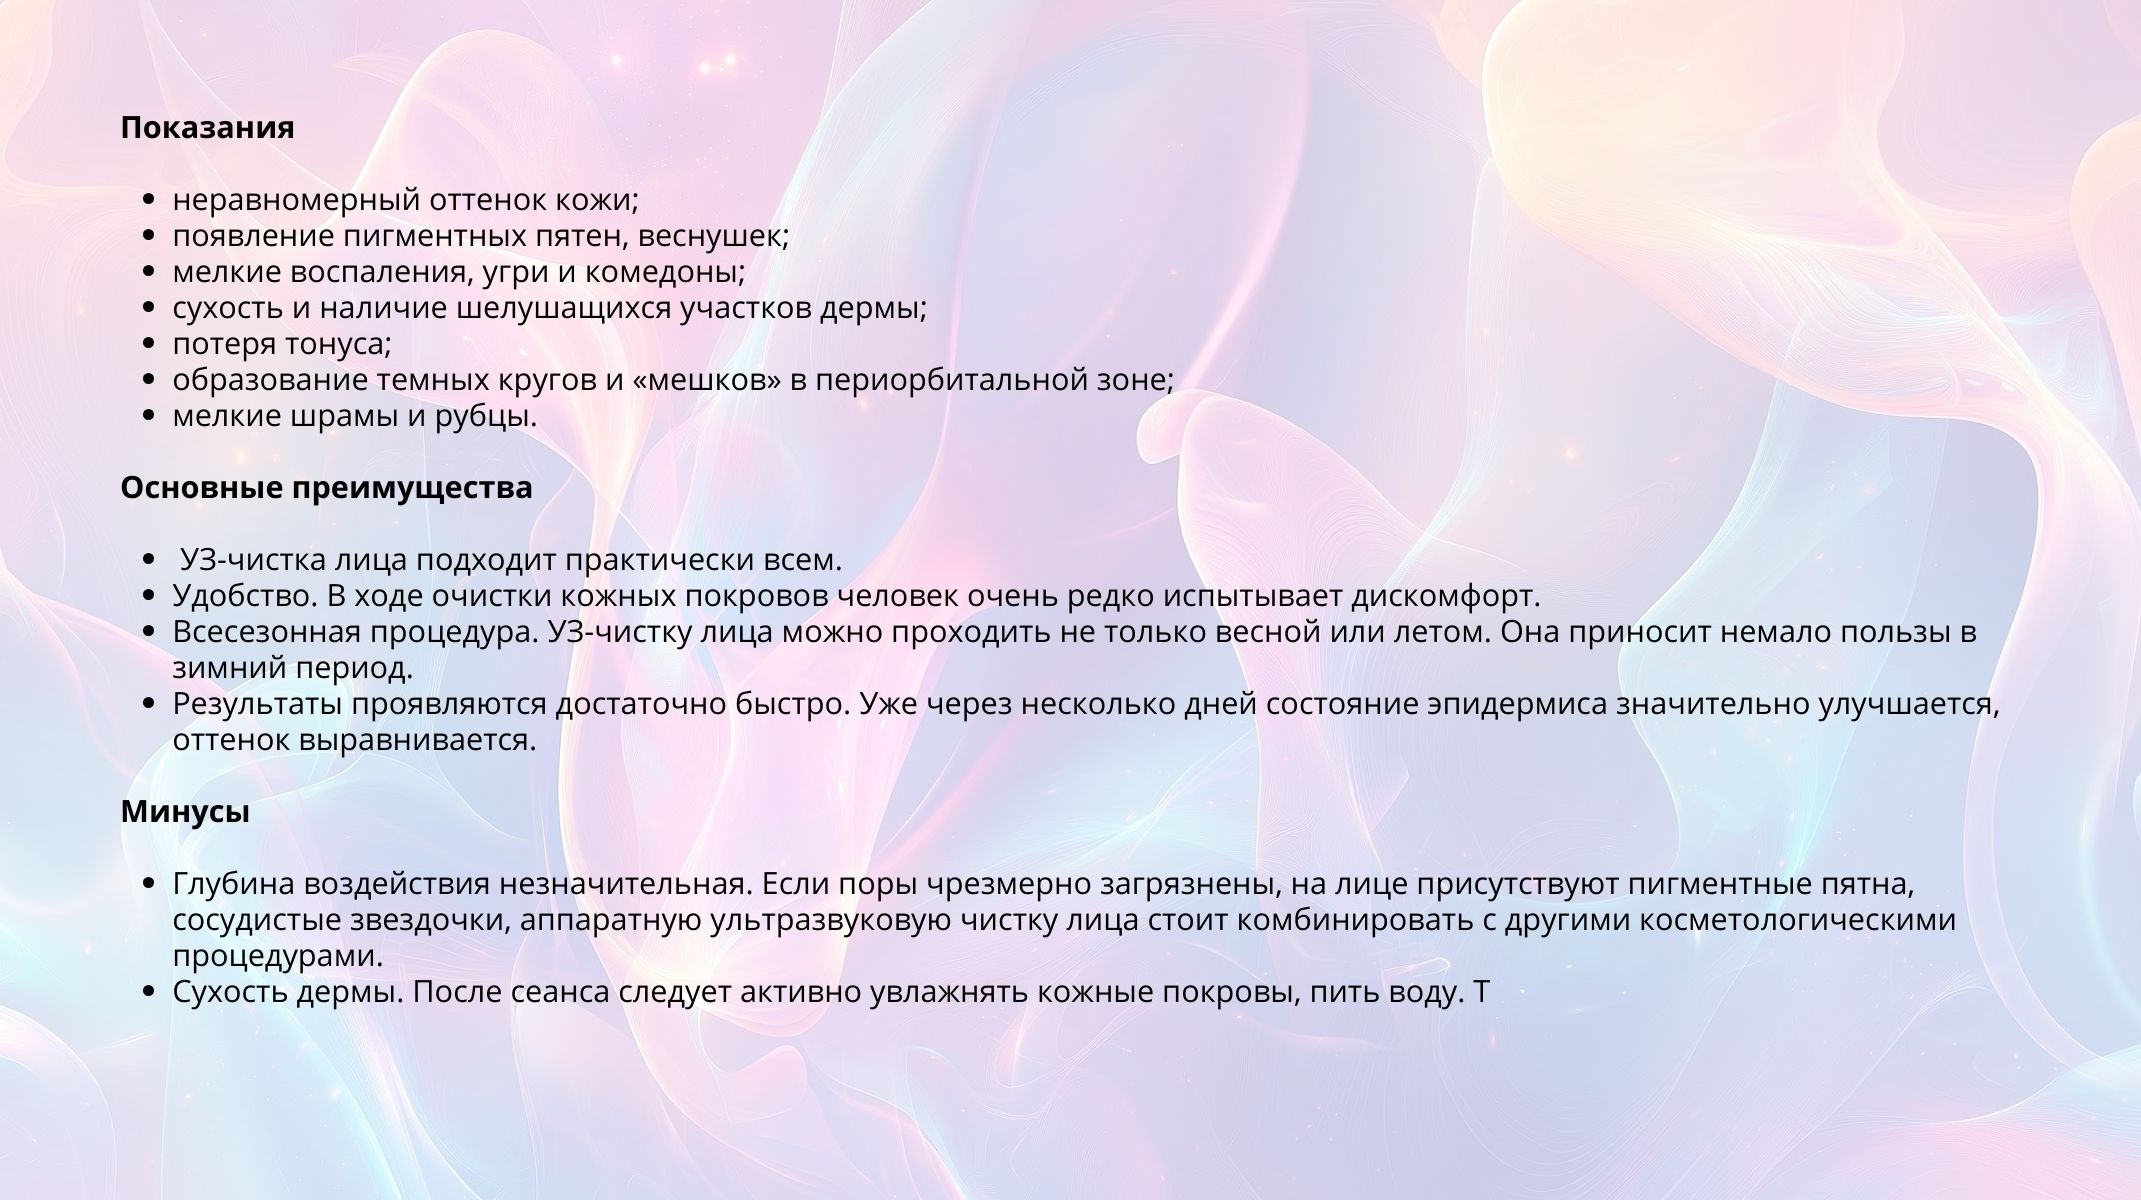 Показания
• неравномерный оттенок кожи;
• появление пигментных пятен, веснушек;
• мелкие воспаления, угри и комедоны;
• сухость и наличие шелушащихся участков дермы;
• потеря тонуса;
• образование темных кругов и «мешков» в периорбитальной зоне;
• мелкие шрамы и рубцы.
Основные преимущества
• УЗ-чистка лица подходит практически всем.
• Удобство. В ходе очистки кожных покровов человек очень редко испытывает дискомфорт.
• Всесезонная процедура. УЗ-чистку лица можно проходить не только весной или летом. Она приносит немало пользы в
зимний период.
• Результаты проявляются достаточно быстро. Уже через несколько дней состояние эпидермиса значительно улучшается,
оттенок выравнивается.
Минусы
• Глубина воздействия незначительная. Если поры чрезмерно загрязнены, на лице присутствуют пигментные пятна,
сосудистые звездочки, аппаратную ультразвуковую чистку лица стоит комбинировать с другими косметологическими
процедурами.
• Сухость дермы. После сеанса следует активно увлажнять кожные покровы, пить воду. Т